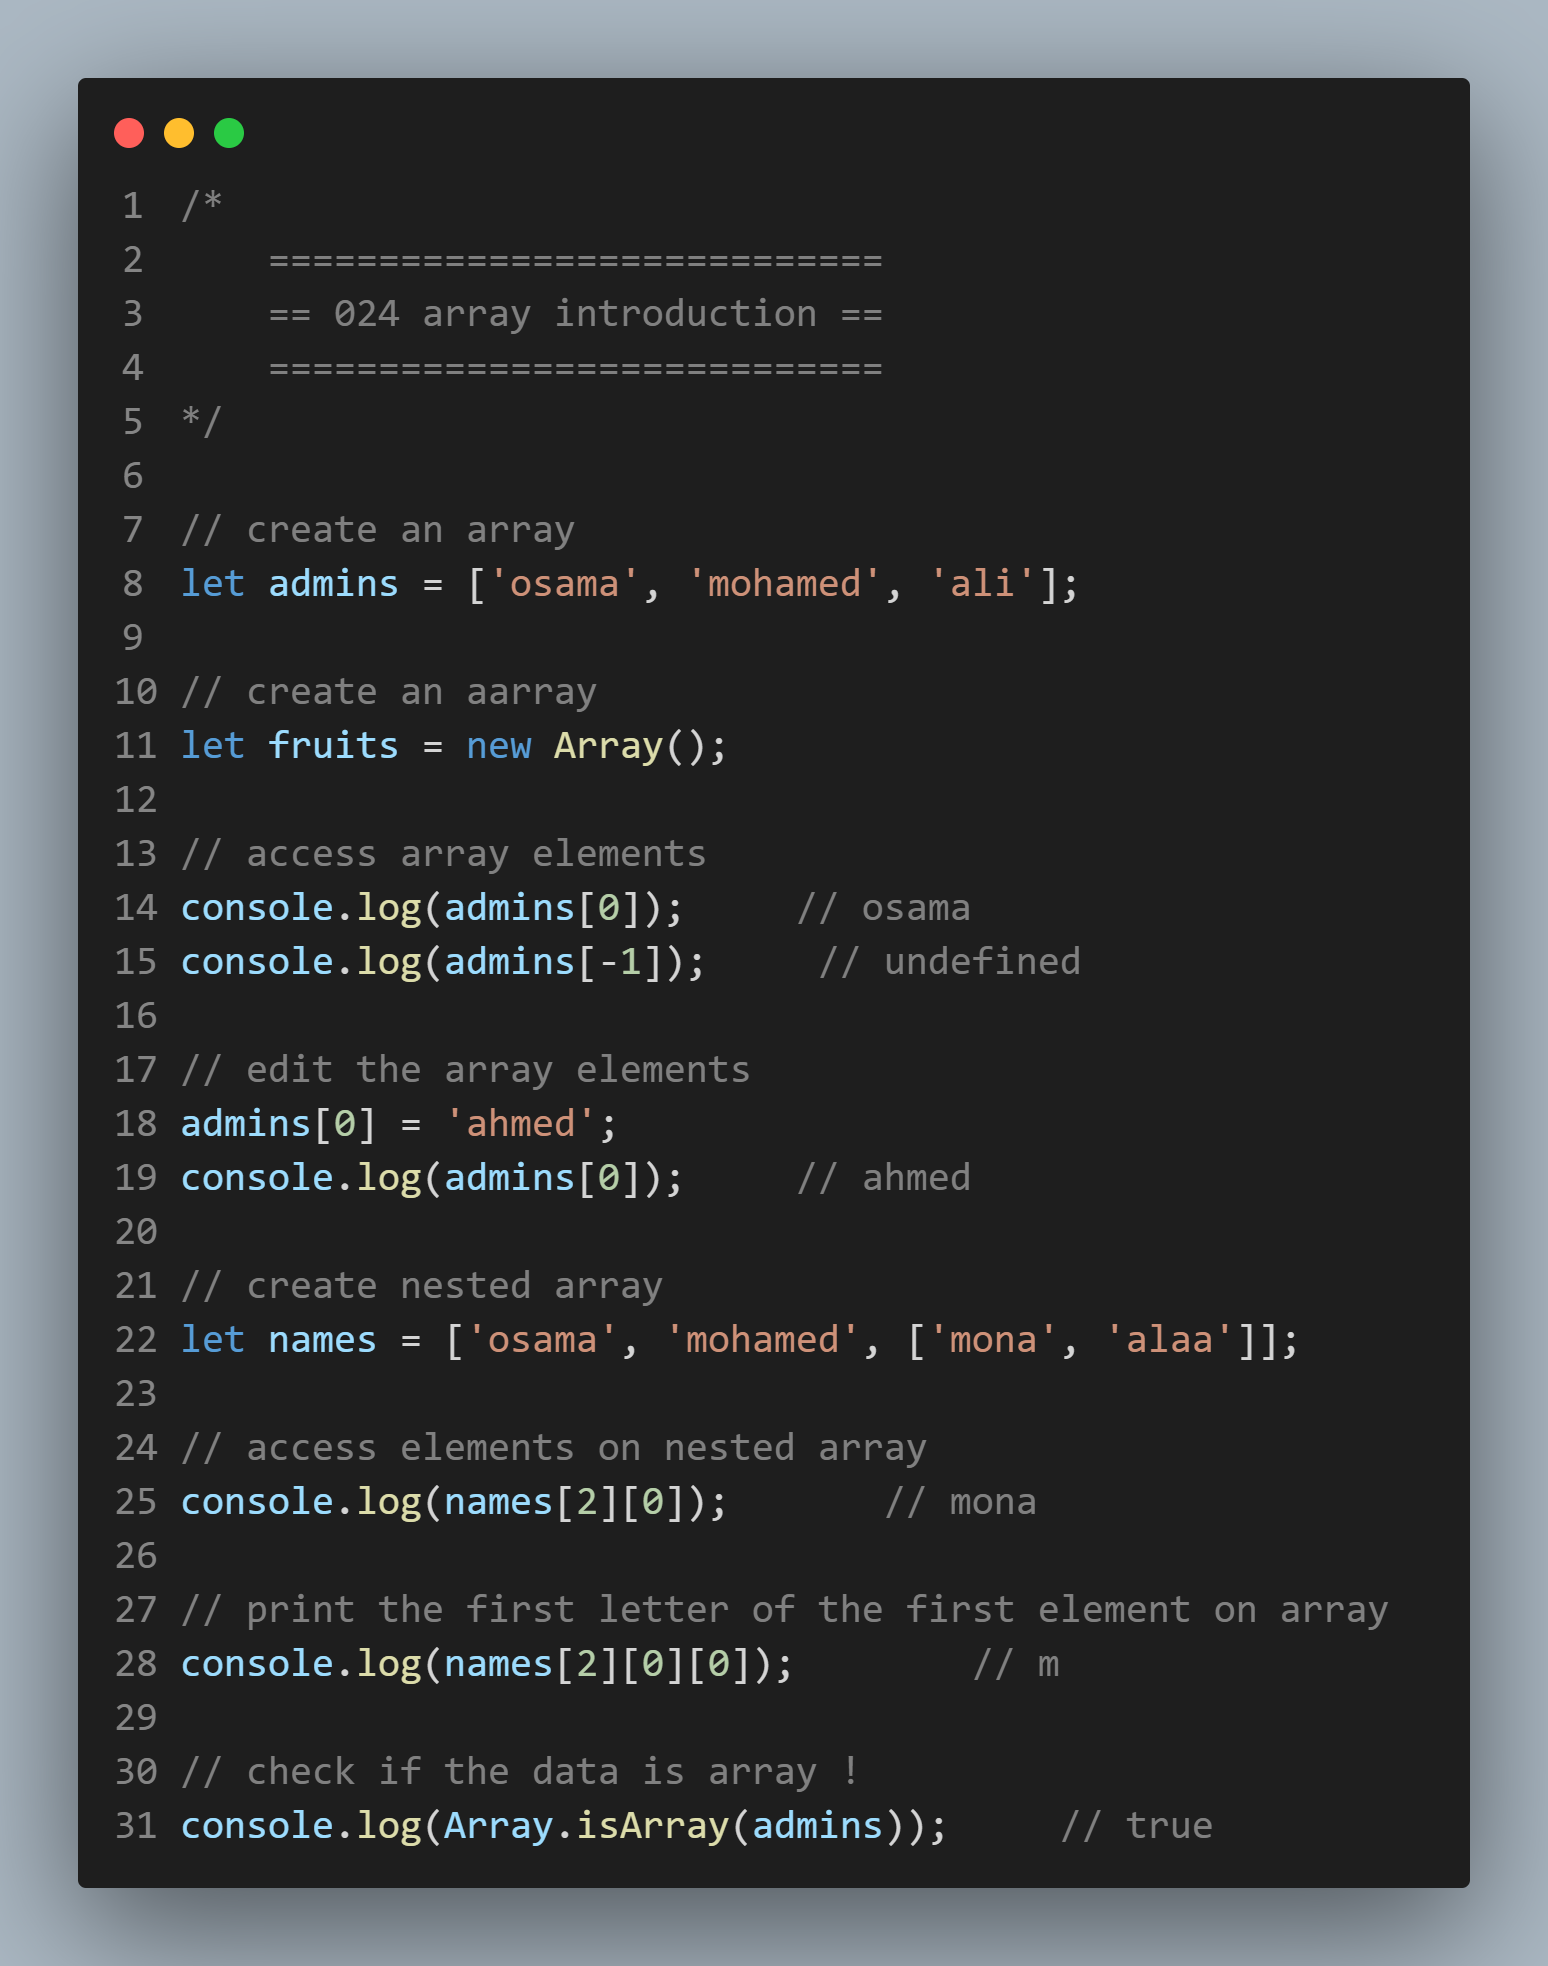 1 /*
2     ============================
3     == 024 array introduction ==
4     ============================
5 */
6
7 // create an array
8 let admins = ['osama', 'mohamed', 'ali'];
9
10 // create an aarray
11 let fruits = new Array();
12
13 // access array elements
14 console.log(admins[0]);     // osama
15 console.log(admins[-1]);     // undefined
16
17 // edit the array elements
18 admins[0] = 'ahmed';
19 console.log(admins[0]);     // ahmed
20
21 // create nested array
22 let names = ['osama', 'mohamed', ['mona', 'alaa']];
23
24 // access elements on nested array
25 console.log(names[2][0]);       // mona
26
27 // print the first letter of the first element on array
28 console.log(names[2][0][0]);        // m
29
30 // check if the data is array !
31 console.log(Array.isArray(admins));     // true